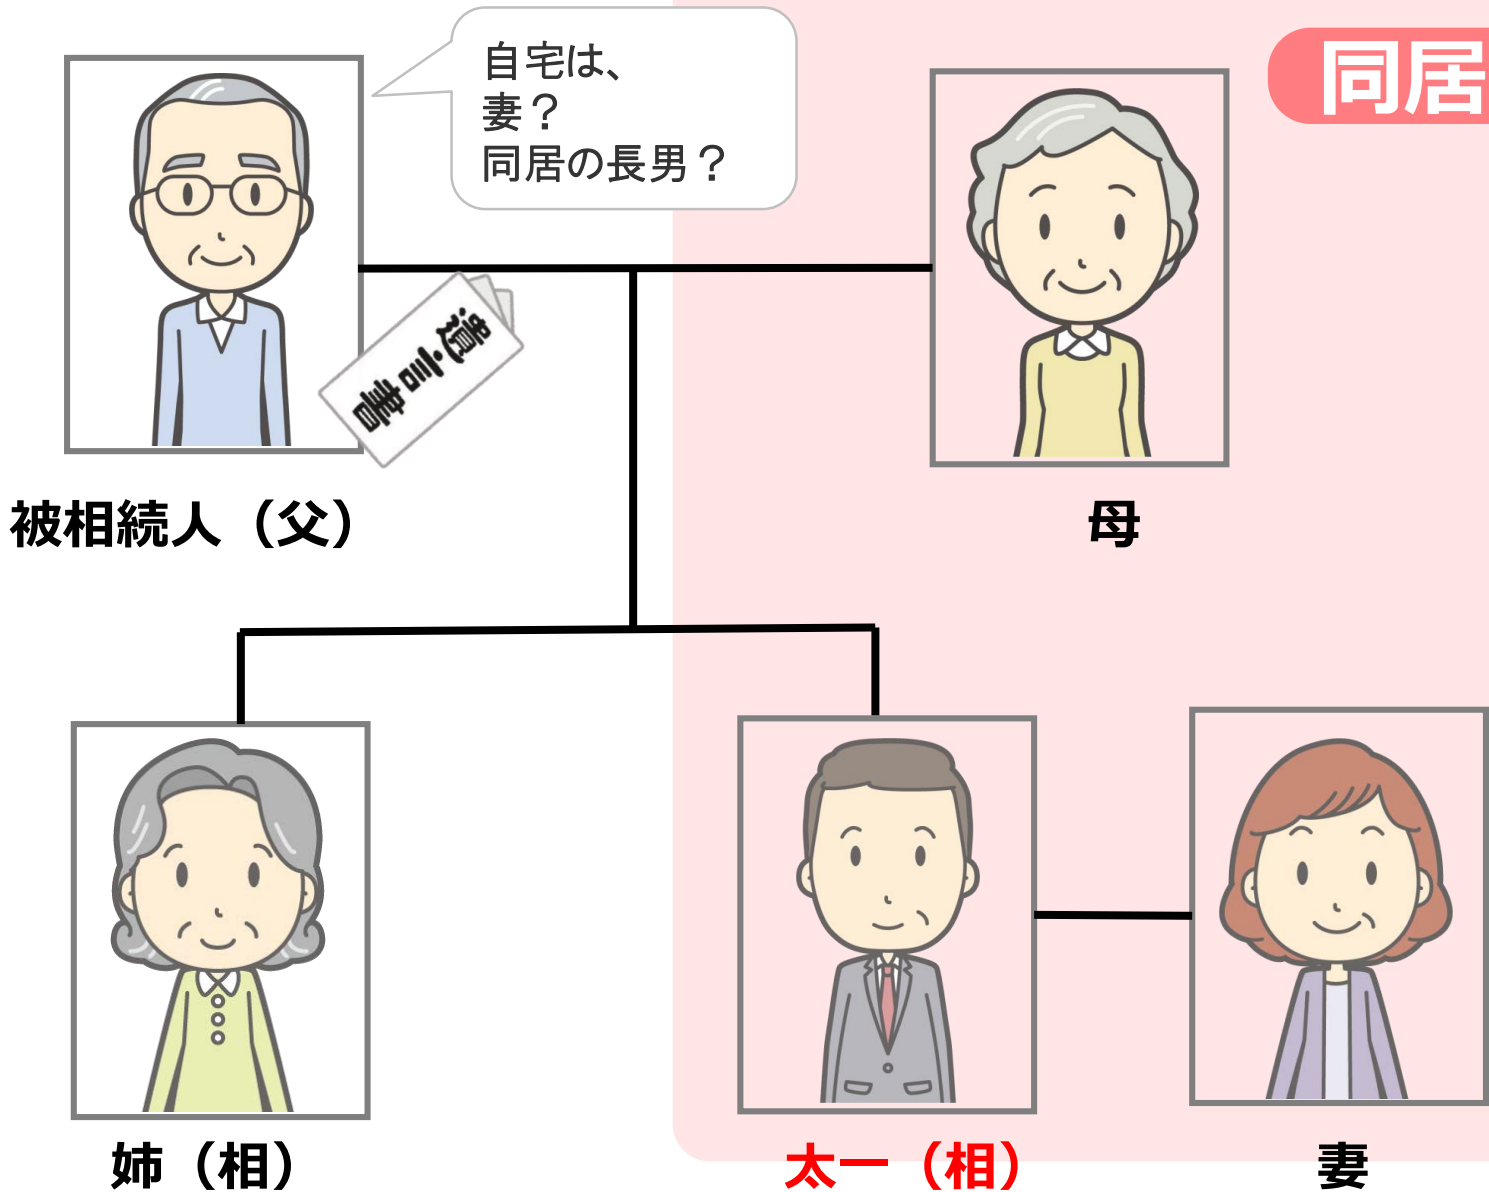 自宅は、
妻？
同居の長男？
同居
遺言書
被相続人（父）
母
姉（相）
太一（相）
妻